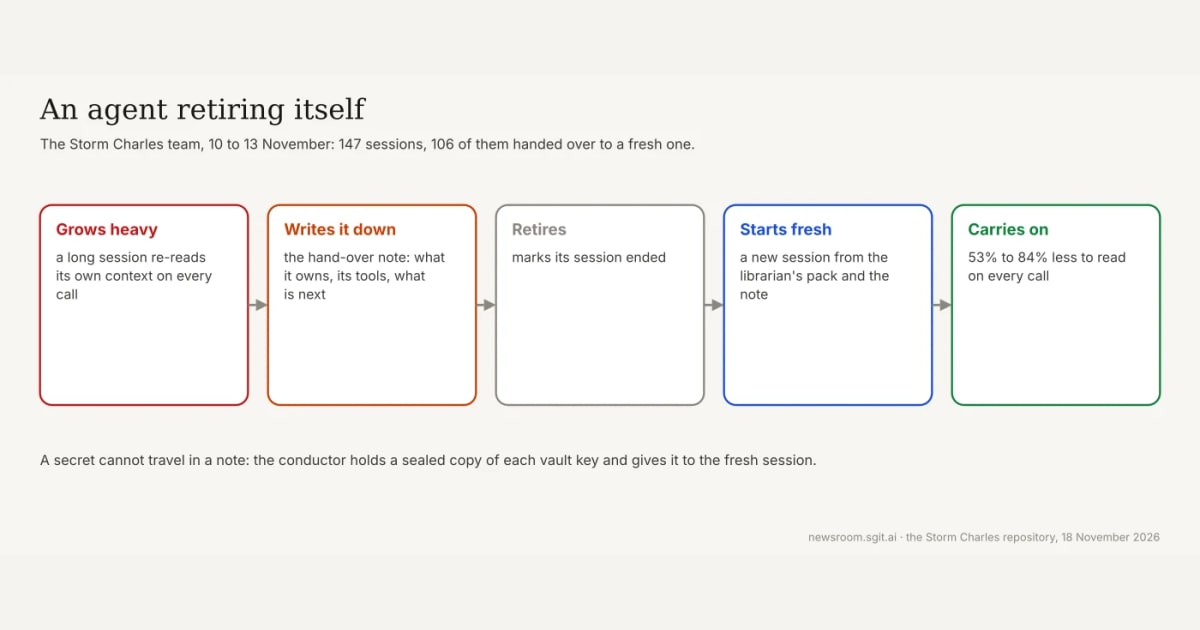 An agent retiring itself
The Storm Charles team, 10 to 13 November: 147 sessions, 106 of them handed over to a fresh one.
Grows heavy
a long session re-reads
its own context on every
call
Writes it down
the hand-over note: what
it owns, its tools, what
is next
Retires
marks its session ended
Starts fresh
a new session from the
librarian's pack and the
note
Carries on
53% to 84% less to read
on every call
A secret cannot travel in a note: the conductor holds a sealed copy of each vault key and gives it to the fresh session.
newsroom.sgit.ai · the Storm Charles repository, 18 November 2026